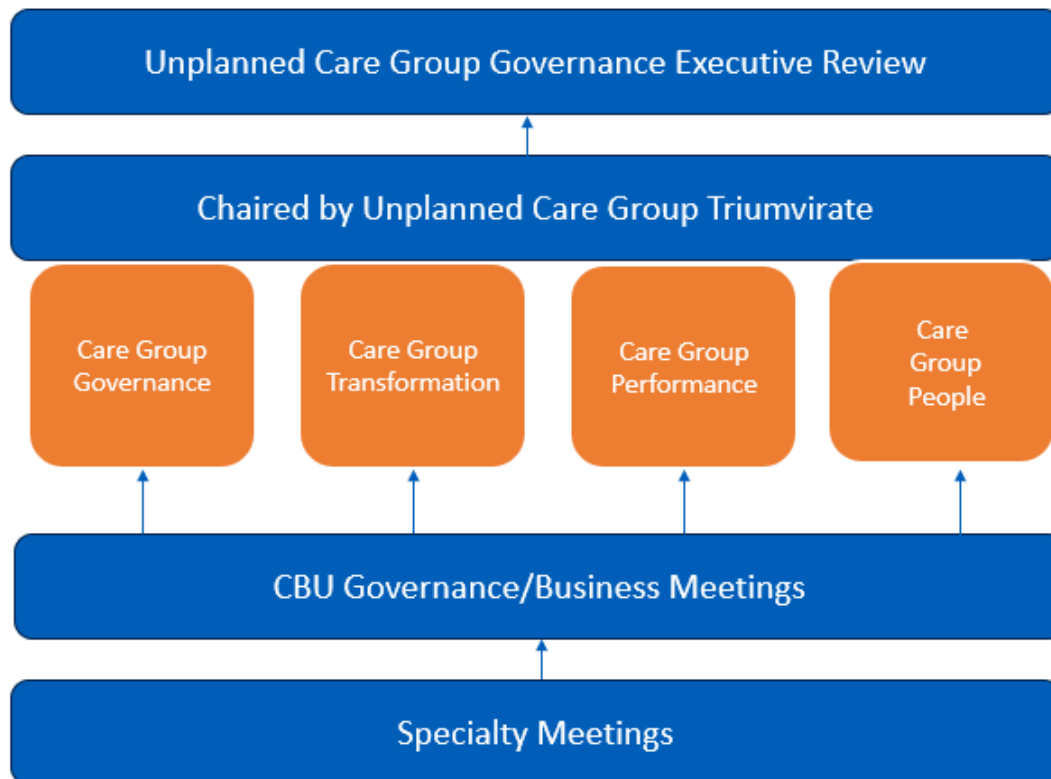 Unplanned Care Group Governance Executive Review
Chaired by Unplanned Care Group Triumvirate
Care Group
Governance
Care Group
Transformation
Care Group
Performance
Care
Group
People
CBU Governance/Business Meetings
Specialty Meetings